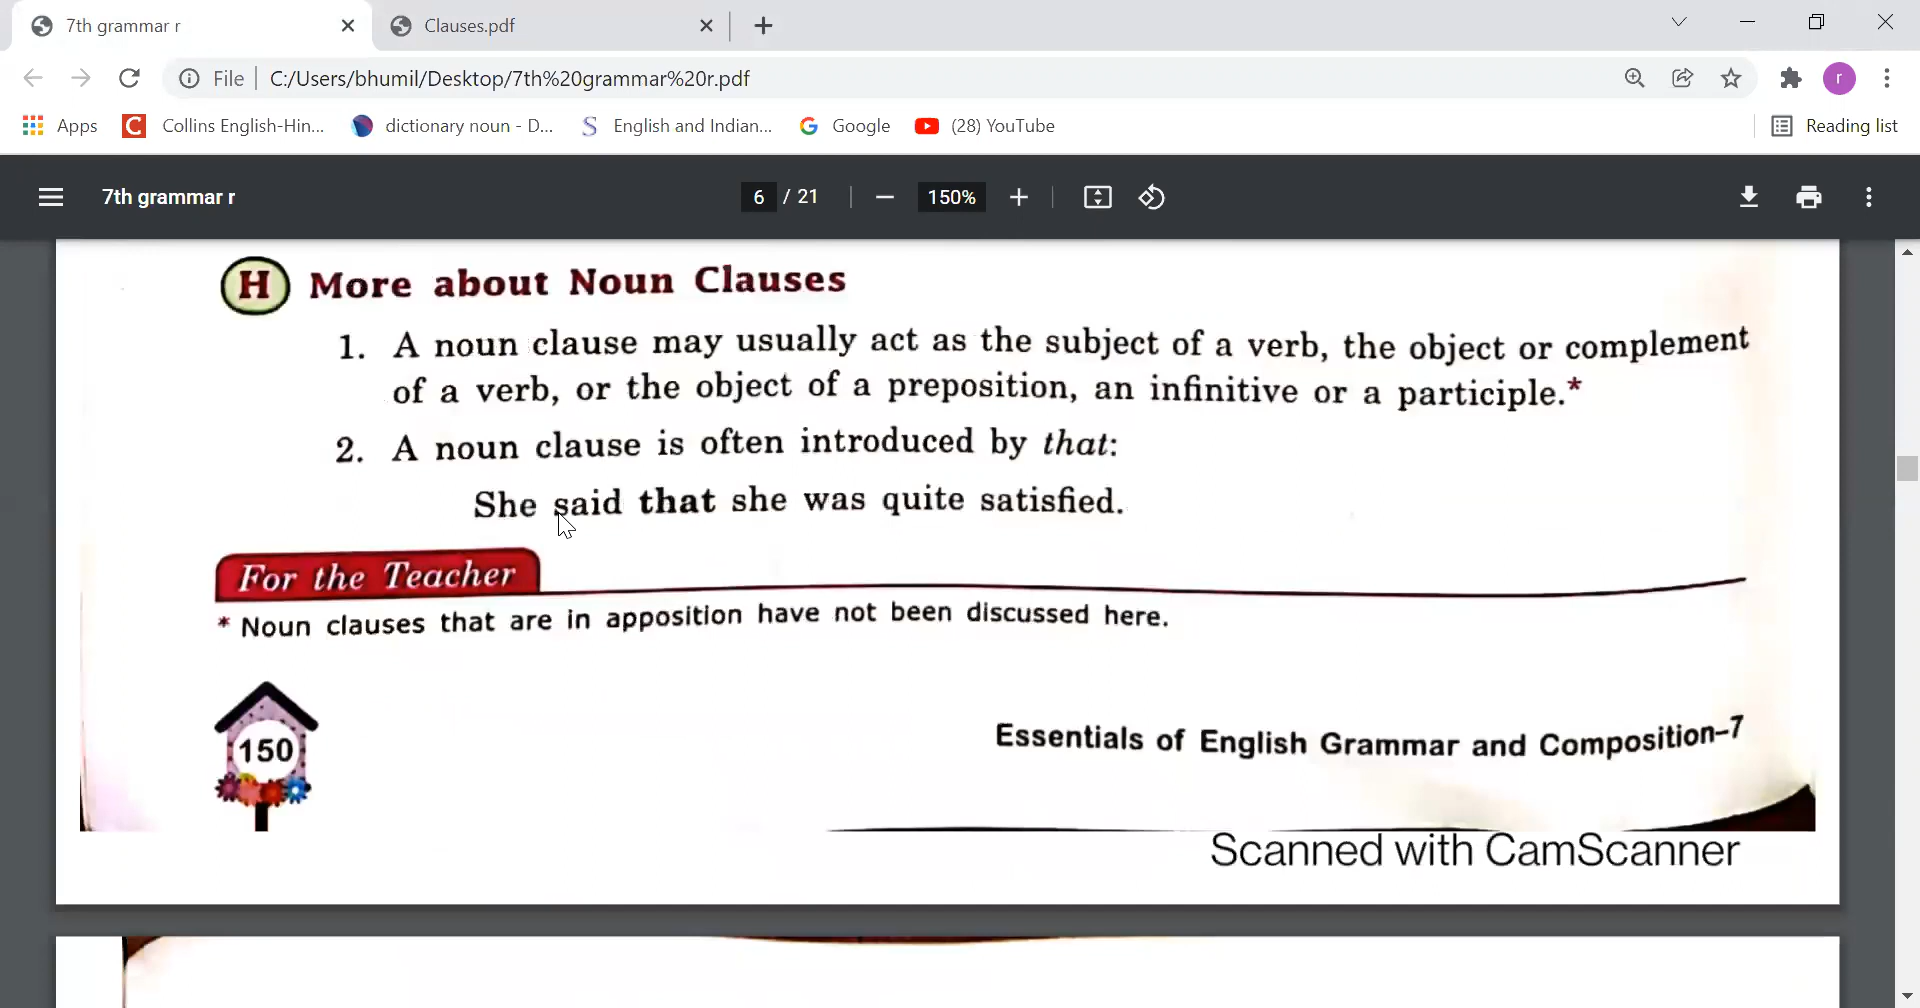 7th grammar r
Clauses.pdf
File
C:/Users/bhumil/Desktop/7th%20grammar%20r.pdf
r
Apps
Collins English-Hin...
dictionary noun - D...
English and Indian...
Google
(28) YouTube
Reading list
7th grammar r
6 / 21
150%
H More about Noun Clauses
1. A noun clause may usually act as the subject of a verb, the object or complement
of a verb, or the object of a preposition, an infinitive or a participle.*
2. A noun clause is often introduced by that:
She said that she was quite satisfied.
For the Teacher
* Noun clauses that are in apposition have not been discussed here.
150
Essentials of English Grammar and Composition–7
Scanned with CamScanner